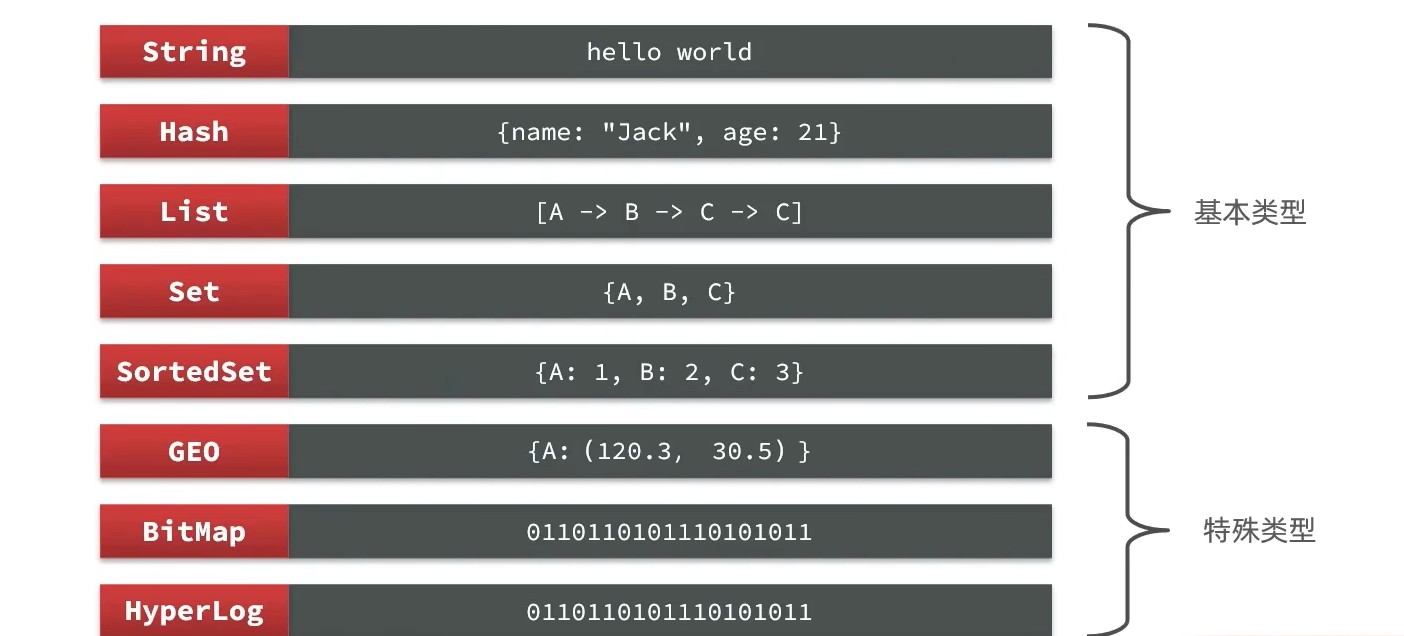 String hello world
Hash {name: "Jack", age: 21}
List [A -> B -> C -> C]
基本类型
Set {A, B, C}
SortedSet {A: 1, B: 2, C: 3}
GEO {A: (120.3, 30.5) }
BitMap 0110110101110101011
特殊类型
HyperLog 0110110101110101011